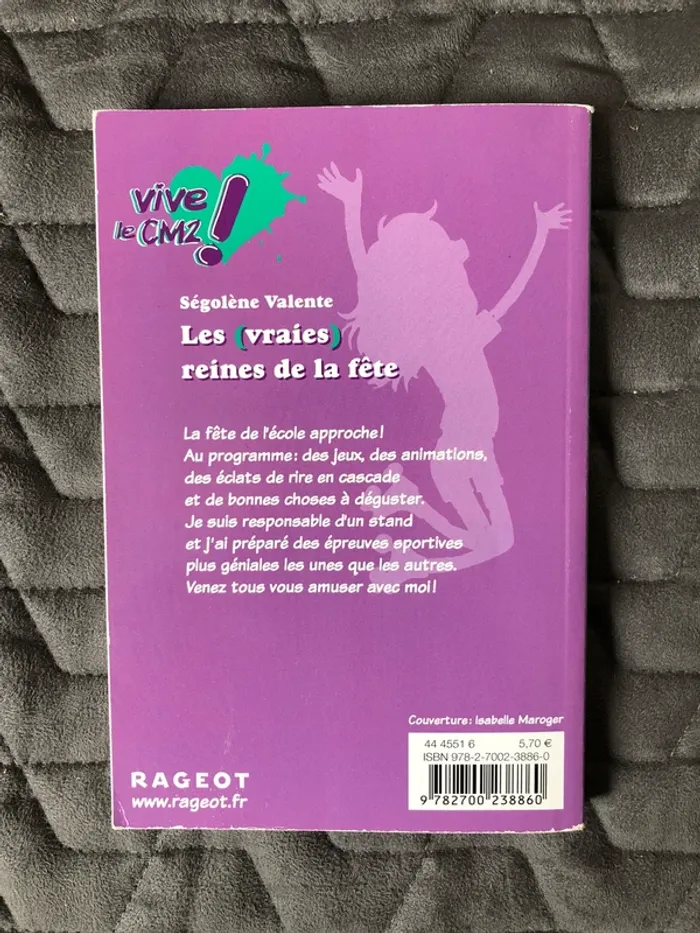 vive
le CM2 !
Ségolène Valente
Les (vraies)
reines de la fête
La fête de l'école approche !
Au programme : des jeux, des animations,
des éclats de rire en cascade
et de bonnes choses à déguster.
Je suis responsable d'un stand
et j'ai préparé des épreuves sportives
plus géniales les unes que les autres.
Venez tous vous amuser avec moi !
Couverture : Isabelle Maroger
44 4551 6 5,70 €
ISBN 978-2-7002-3886-0
9 782700 238860
RAGEOT
www.rageot.fr